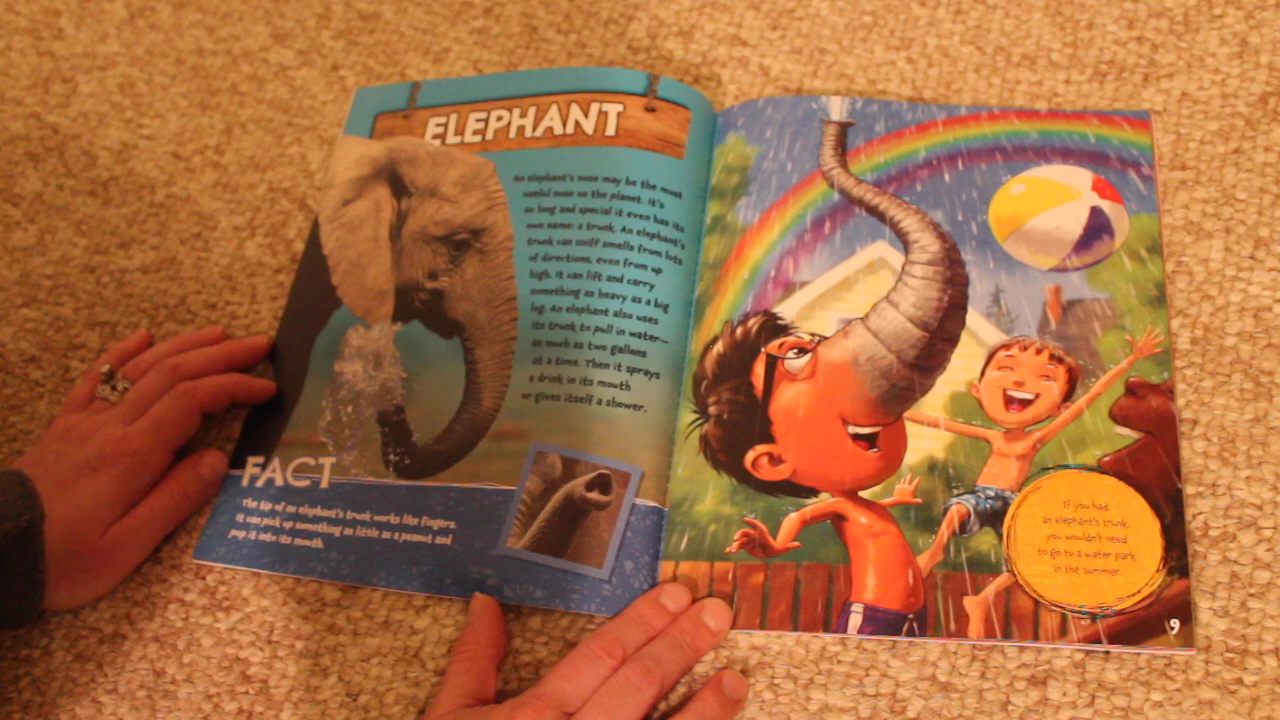 ELEPHANT
An elephant's nose may be the most
useful nose on the planet. It's
so long and special it even has its
own name: a trunk. An elephant's
trunk can sniff smells from lots
of directions, even from up
high. It can lift and carry
something as heavy as a big
log. An elephant also uses
its trunk to pull in water—
as much as two gallons
at a time. Then it sprays
a drink in its mouth
or gives itself a shower.
FACT
The tip of an elephant's trunk works like fingers.
It can pick up something as little as a peanut and
pop it into its mouth.
If you had
an elephant's trunk,
you wouldn't need
to go to a water park
in the summer.
9